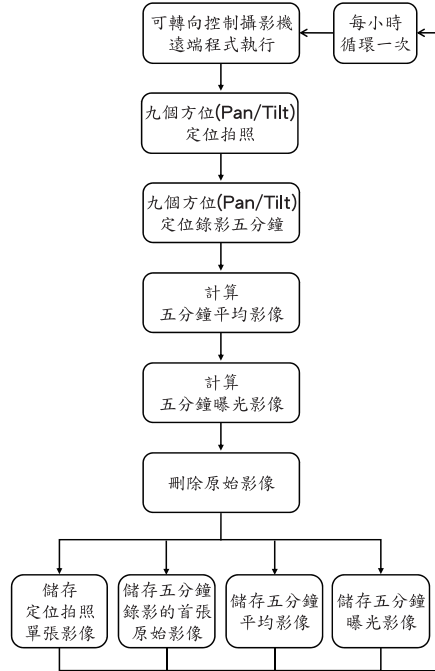 可轉向控制攝影機
遠端程式執行
每小時
循環一次
九個方位(Pan/Tilt)
定位拍照
九個方位(Pan/Tilt)
定位錄影五分鐘
計算
五分鐘平均影像
計算
五分鐘曝光影像
刪除原始影像
儲存
定位拍照
單張影像
儲存五分鐘
錄影的首張
原始影像
儲存五分鐘
平均影像
儲存五分鐘
曝光影像